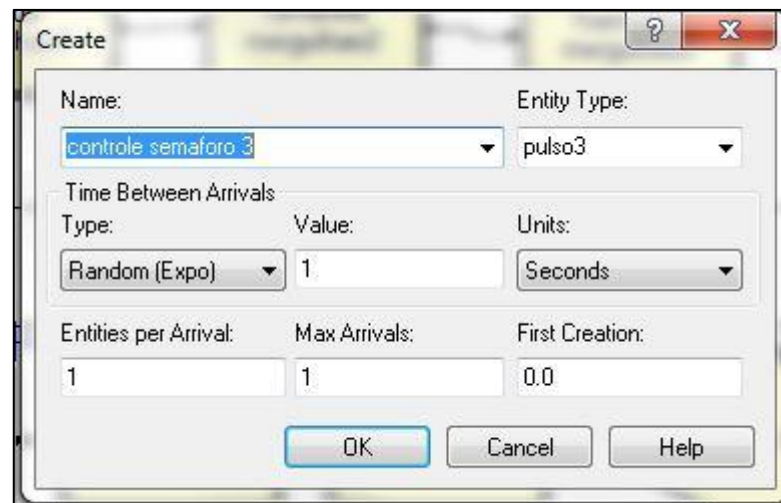 Create
Name: Entity Type:
controle semaforo 3 pulso3
Time Between Arrivals
Type: Value: Units:
Random (Expo) 1 Seconds
Entities per Arrival: Max Arrivals: First Creation:
1 1 0.0
OK Cancel Help